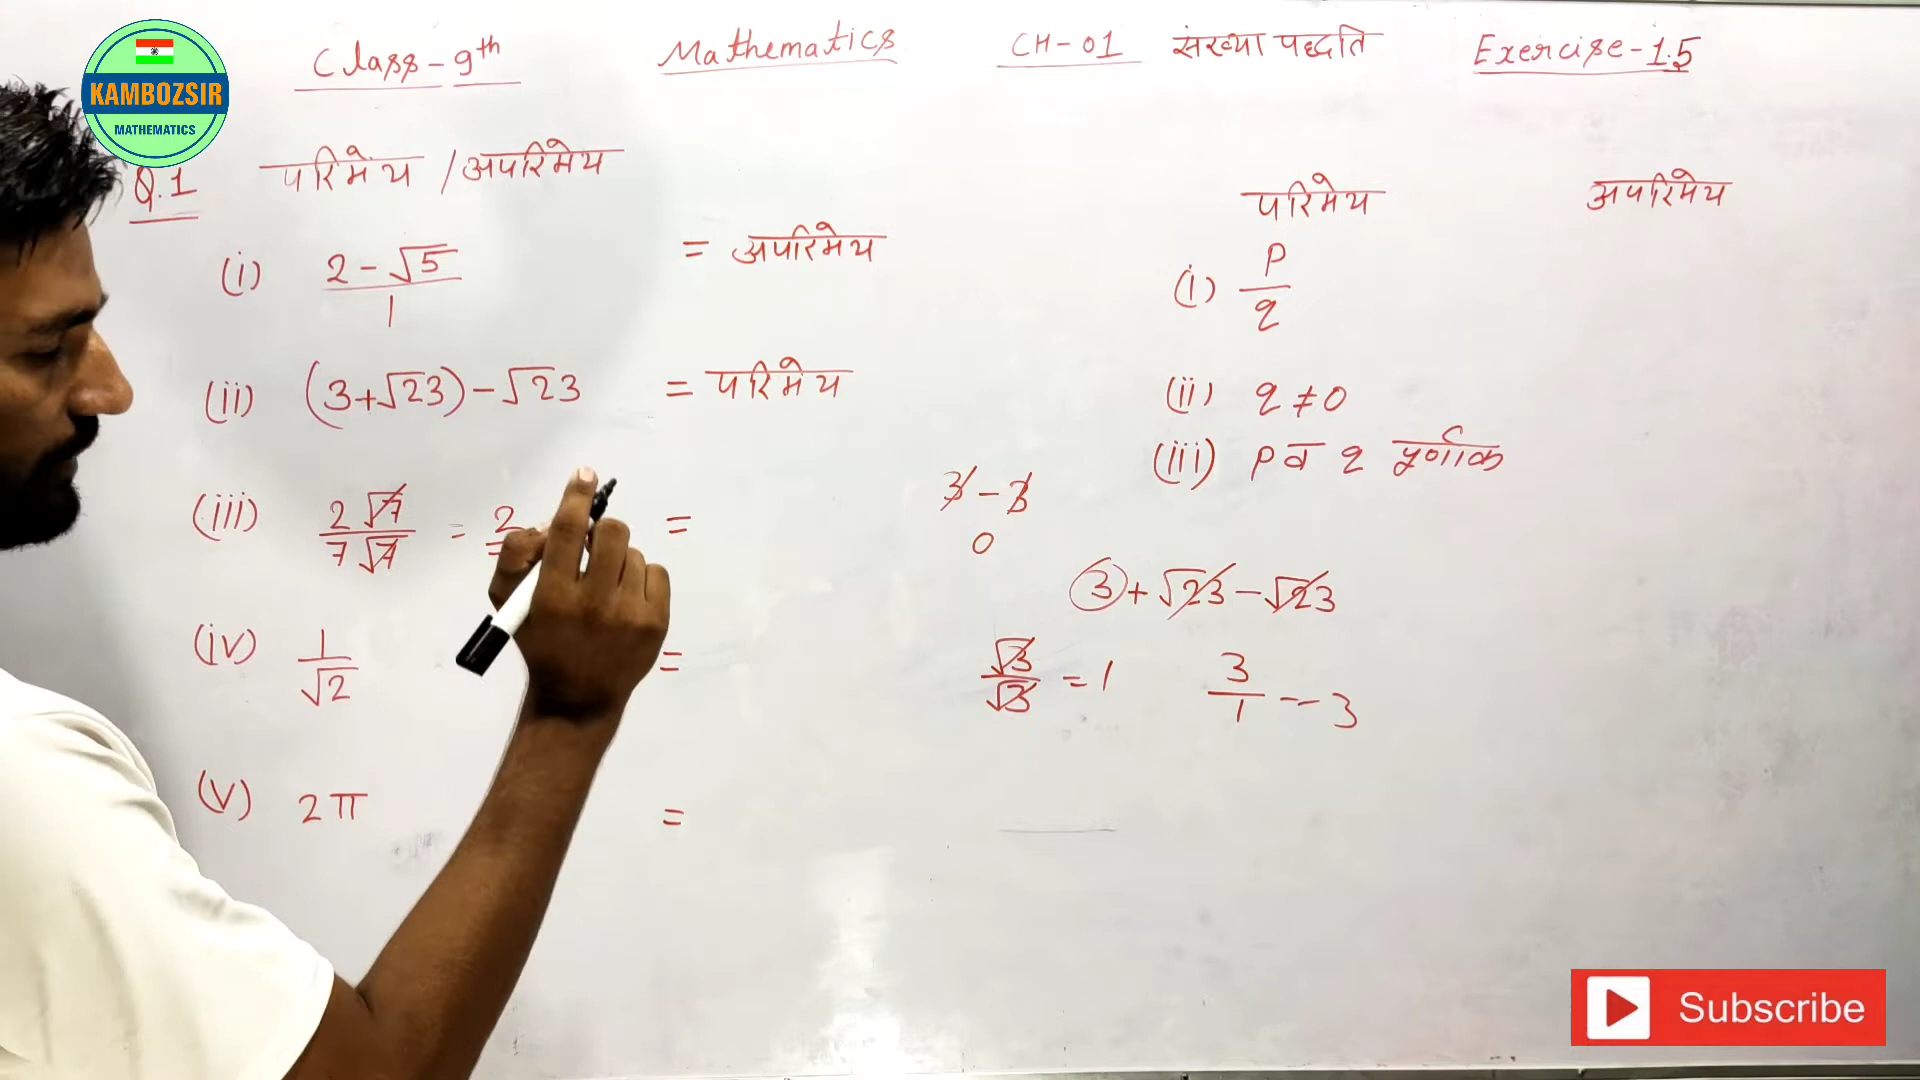 KAMBOZSIR
MATHEMATICS
Class-9th Mathematics CH-01 संख्या पद्धति Exercise-1.5
Q.1 परिमेय / अपरिमेय
(i) 2-√5/1 = अपरिमेय
(ii) (3+√23)-√23 = परिमेय
(iii) 2√7/7√7 = 2/ =
(iv) 1/√2 =
(v) 2π =
परिमेय अपरिमेय
(i) P/q
(ii) q≠0
(iii) P व q पूर्णांक
3-3
0
3+√23-√23
√3/√3 = 1 3/1 - 3
Subscribe